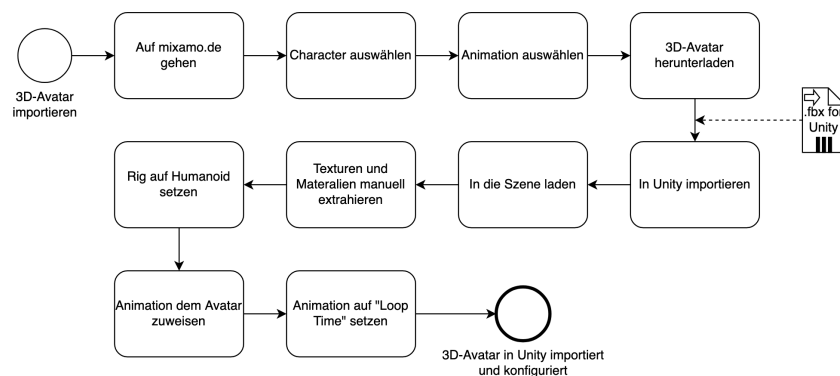 3D-Avatar
importieren
Auf mixamo.de
gehen
Character auswählen
Animation auswählen
3D-Avatar
herunterladen
.fbx for
Unity
In Unity importieren
In die Szene laden
Texturen und
Materalien manuell
extrahieren
Rig auf Humanoid
setzen
Animation dem Avatar
zuweisen
Animation auf "Loop
Time" setzen
3D-Avatar in Unity importiert
und konfiguriert